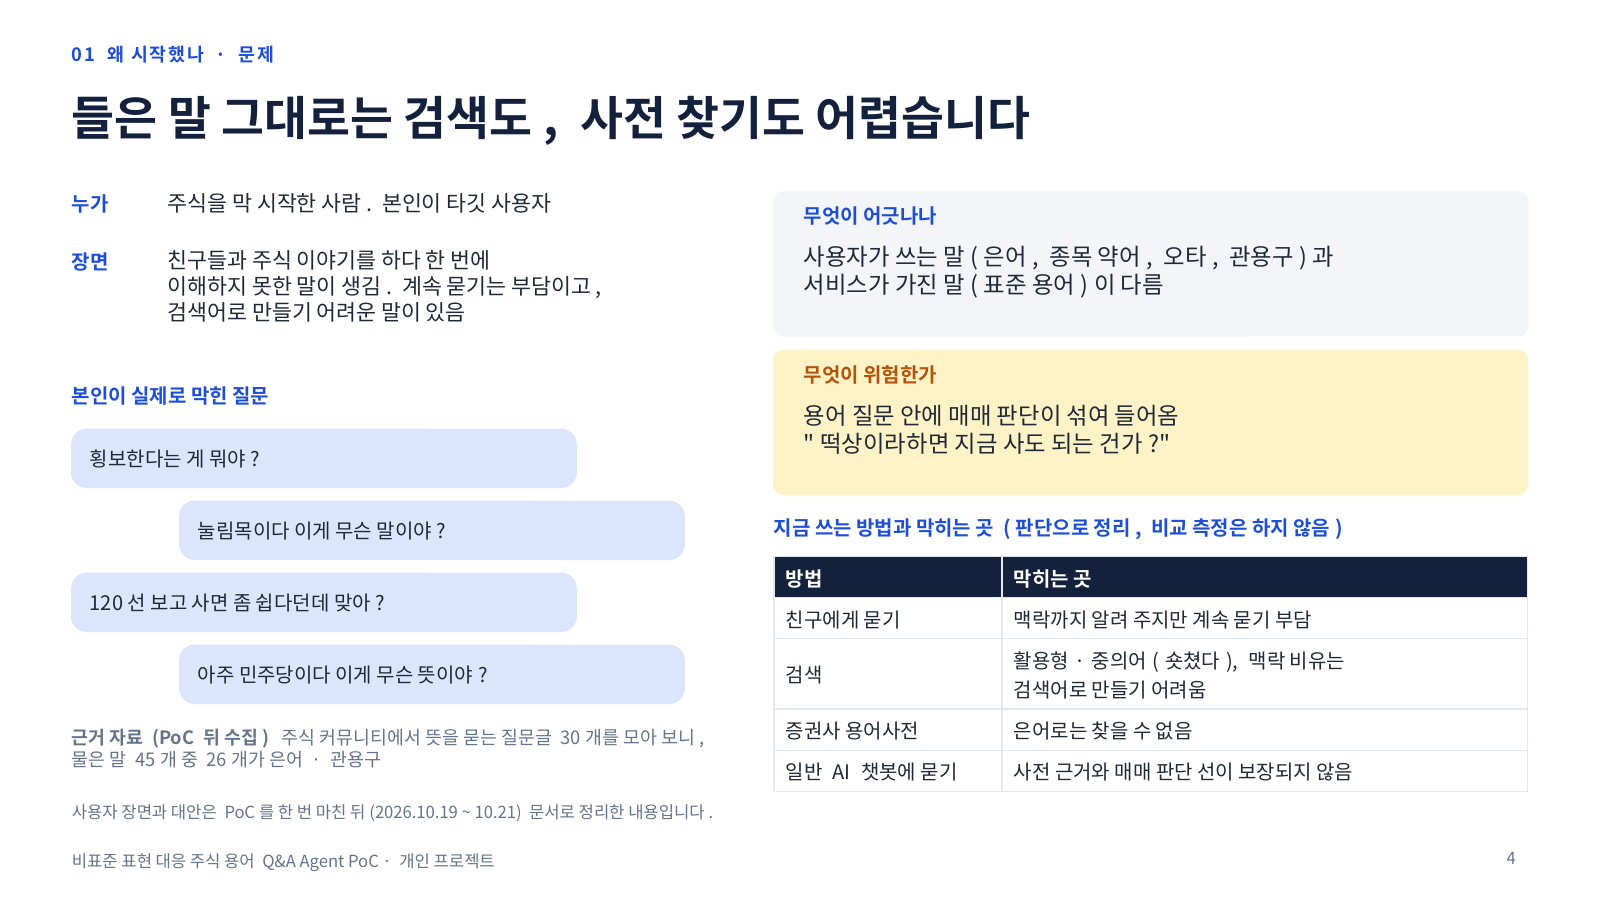 01 왜 시작했나 · 문제
들은 말 그대로는 검색도, 사전 찾기도 어렵습니다
누가
주식을 막 시작한 사람. 본인이 타깃 사용자
장면
친구들과 주식 이야기를 하다 한 번에
이해하지 못한 말이 생김. 계속 묻기는 부담이고,
검색어로 만들기 어려운 말이 있음
본인이 실제로 막힌 질문
횡보한다는 게 뭐야?
눌림목이다 이게 무슨 말이야?
120선 보고 사면 좀 쉽다던데 맞아?
아주 민주당이다 이게 무슨 뜻이야?
근거 자료 (PoC 뒤 수집) 주식 커뮤니티에서 뜻을 묻는 질문글 30개를 모아 보니,
물은 말 45개 중 26개가 은어 · 관용구
사용자 장면과 대안은 PoC를 한 번 마친 뒤(2026.10.19 ~ 10.21) 문서로 정리한 내용입니다.
무엇이 어긋나나
사용자가 쓰는 말(은어, 종목 약어, 오타, 관용구)과
서비스가 가진 말(표준 용어)이 다름
무엇이 위험한가
용어 질문 안에 매매 판단이 섞여 들어옴
"떡상이라하면 지금 사도 되는 건가?"
지금 쓰는 방법과 막히는 곳 (판단으로 정리, 비교 측정은 하지 않음)
방법 막히는 곳
친구에게 묻기 맥락까지 알려 주지만 계속 묻기 부담
검색 활용형 · 중의어(숏쳤다), 맥락 비유는
검색어로 만들기 어려움
증권사 용어사전 은어로는 찾을 수 없음
일반 AI 챗봇에 묻기 사전 근거와 매매 판단 선이 보장되지 않음
비표준 표현 대응 주식 용어 Q&A Agent PoC · 개인 프로젝트
4